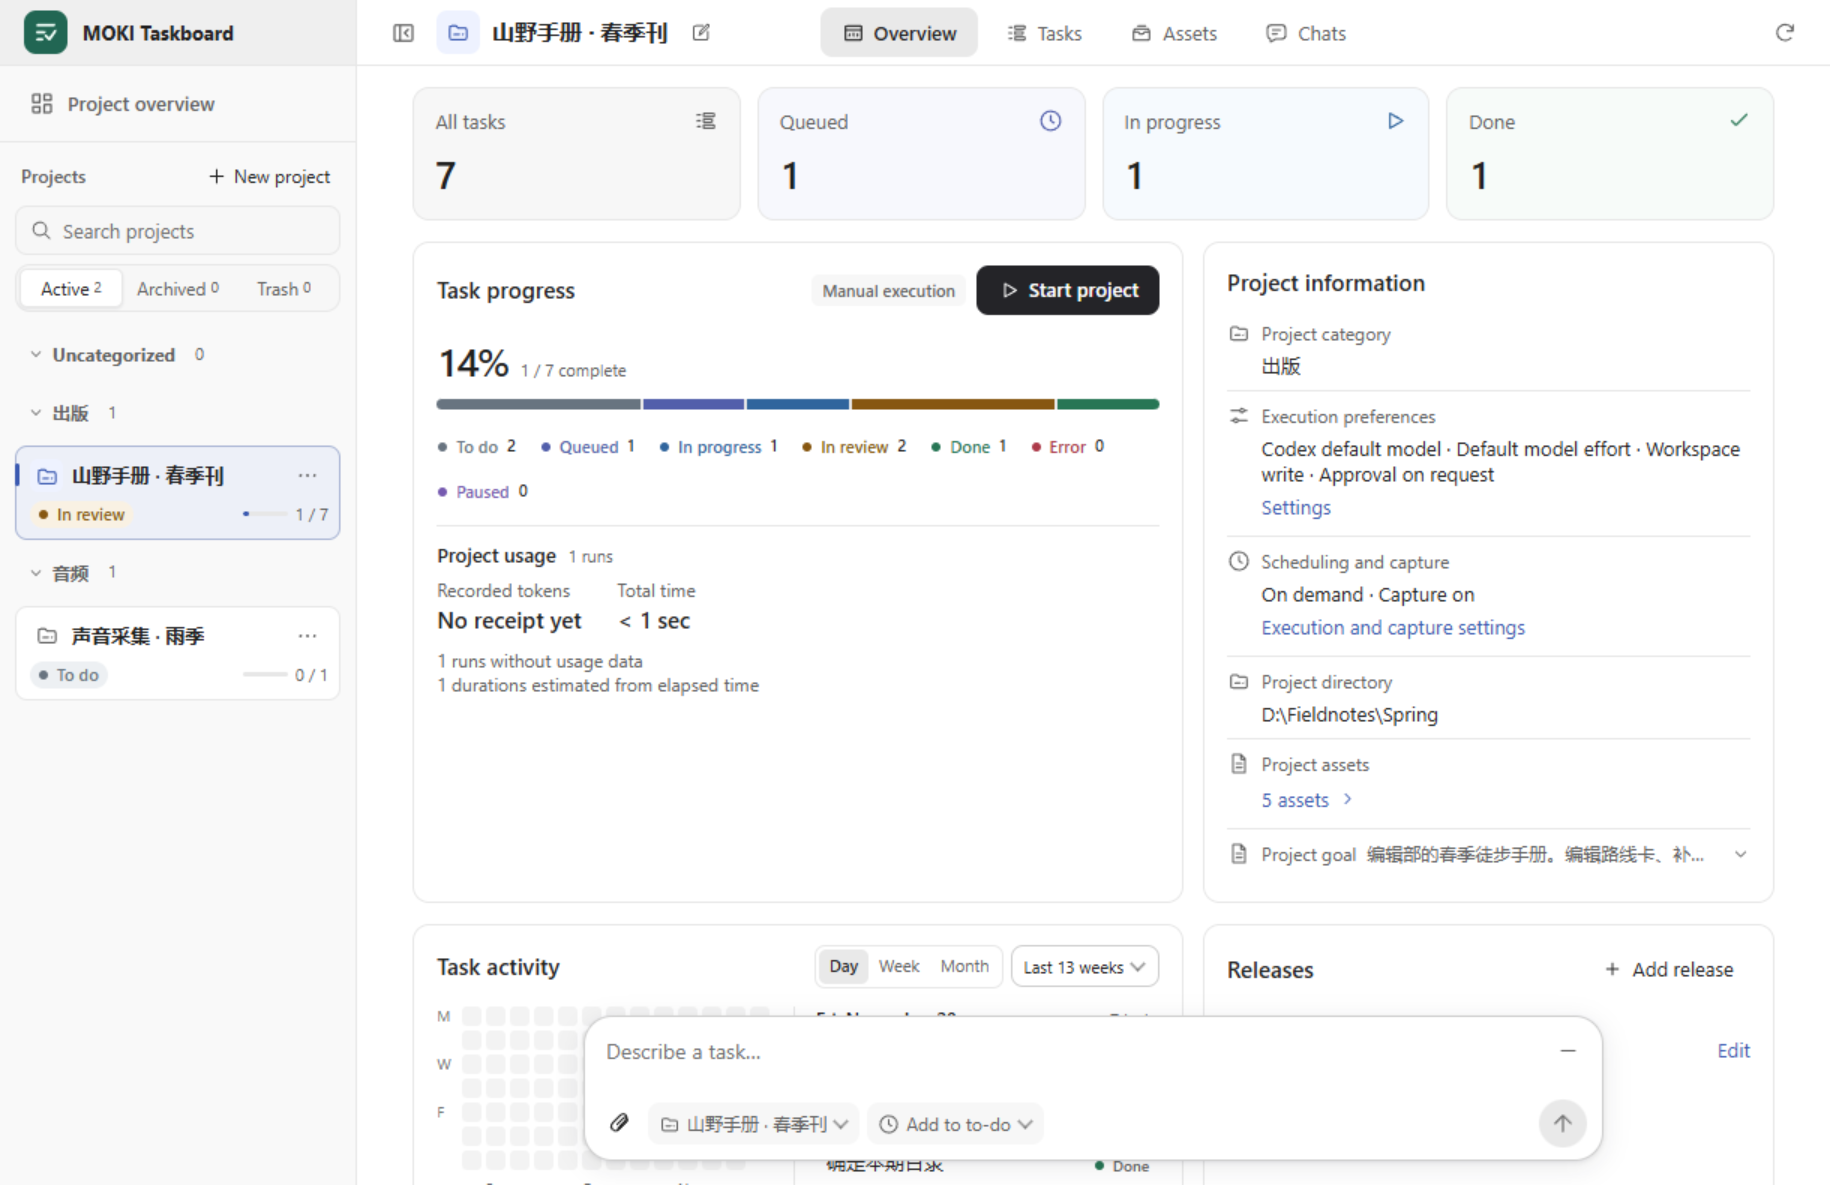 MOKI Taskboard
Project overview
Projects
New project
Search projects
Active 2
Archived 0
Trash 0
Uncategorized 0
出版 1
山野手册 · 春季刊
In review
1 / 7
音频 1
声音采集 · 雨季
To do
0 / 1
山野手册 · 春季刊
Overview
Tasks
Assets
Chats
All tasks
7
Queued
1
In progress
1
Done
1
Task progress
Manual execution
Start project
14% 1 / 7 complete
To do 2
Queued 1
In progress 1
In review 2
Done 1
Error 0
Paused 0
Project usage 1 runs
Recorded tokens
No receipt yet
Total time
< 1 sec
1 runs without usage data
1 durations estimated from elapsed time
Project information
Project category
出版
Execution preferences
Codex default model · Default model effort · Workspace
write · Approval on request
Settings
Scheduling and capture
On demand · Capture on
Execution and capture settings
Project directory
D:\Fieldnotes\Spring
Project assets
5 assets
Project goal 编辑部的春季徒步手册。编辑路线卡、补...
Task activity
Day
Week
Month
Last 13 weeks
M
W
F
Releases
Add release
Edit
Describe a task...
山野手册 · 春季刊
Add to to-do
确定本期目录
Done